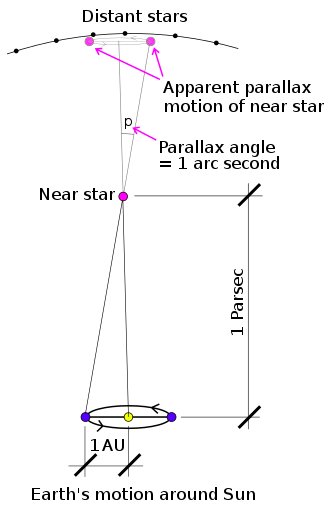 Distant stars
Apparent parallax
motion of near star
p
Parallax angle
= 1 arc second
Near star
1 Parsec
1 AU
Earth's motion around Sun